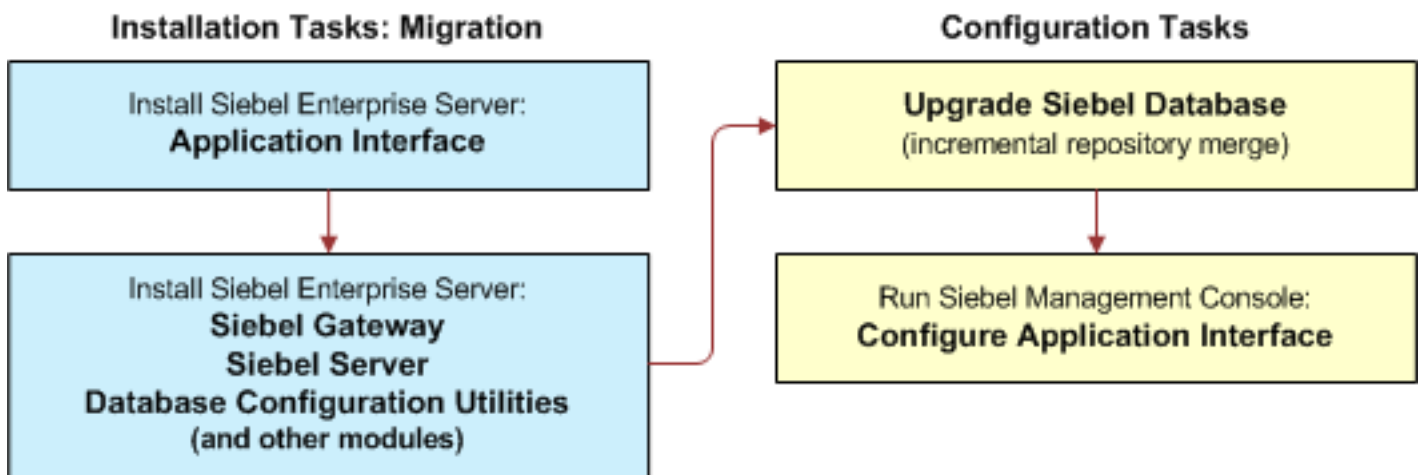 Installation Tasks: Migration
Install Siebel Enterprise Server:
Application Interface
Install Siebel Enterprise Server:
Siebel Gateway
Siebel Server
Database Configuration Utilities
(and other modules)
Configuration Tasks
Upgrade Siebel Database
(incremental repository merge)
Run Siebel Management Console:
Configure Application Interface